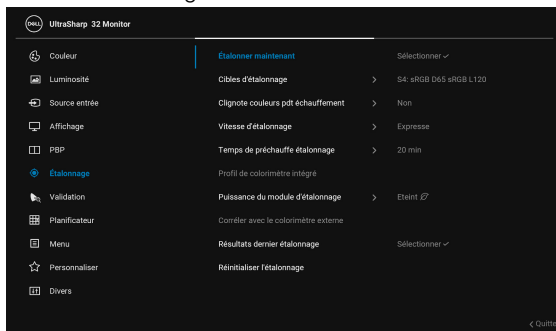 DELL UltraSharp 32 Monitor
Couleur Étalonner maintenant Sélectionner ✓
Luminosité Cibles d'étalonnage > S4: sRGB D65 sRGB L120
Source entrée Clignote couleurs pdt échauffement > Non
Affichage Vitesse d'étalonnage > Expresse
PBP Temps de préchauffe étalonnage > 20 min
Étalonnage Profil de colorimètre intégré
Validation Puissance du module d'étalonnage > Eteint
Planificateur Corréler avec le colorimètre externe
Menu Résultats dernier étalonnage Sélectionner ✓
Personnaliser Réinitialiser l'étalonnage
Divers
< Quitte